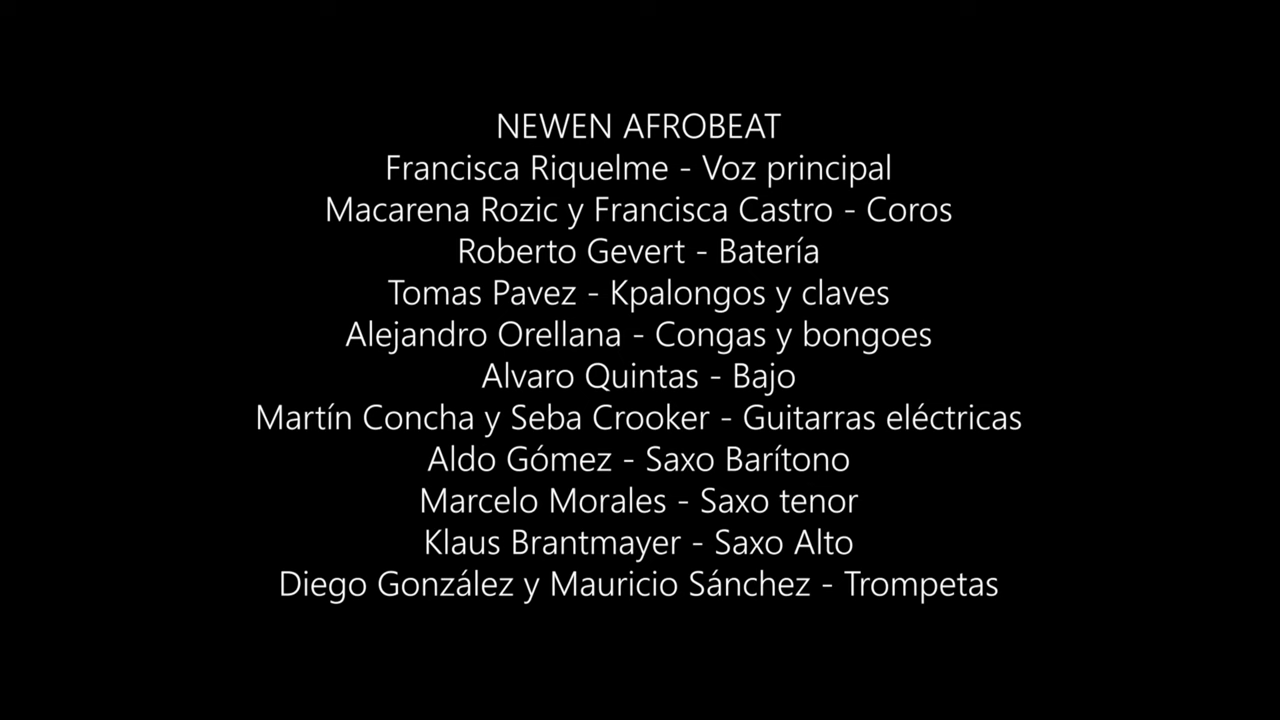 NEWEN AFROBEAT
Francisca Riquelme - Voz principal
Macarena Rozic y Francisca Castro - Coros
Roberto Gevert - Batería
Tomas Pavez - Kpalongos y claves
Alejandro Orellana - Congas y bongoes
Alvaro Quintas - Bajo
Martín Concha y Seba Crooker - Guitarras eléctricas
Aldo Gómez - Saxo Barítono
Marcelo Morales - Saxo tenor
Klaus Brantmayer - Saxo Alto
Diego González y Mauricio Sánchez - Trompetas